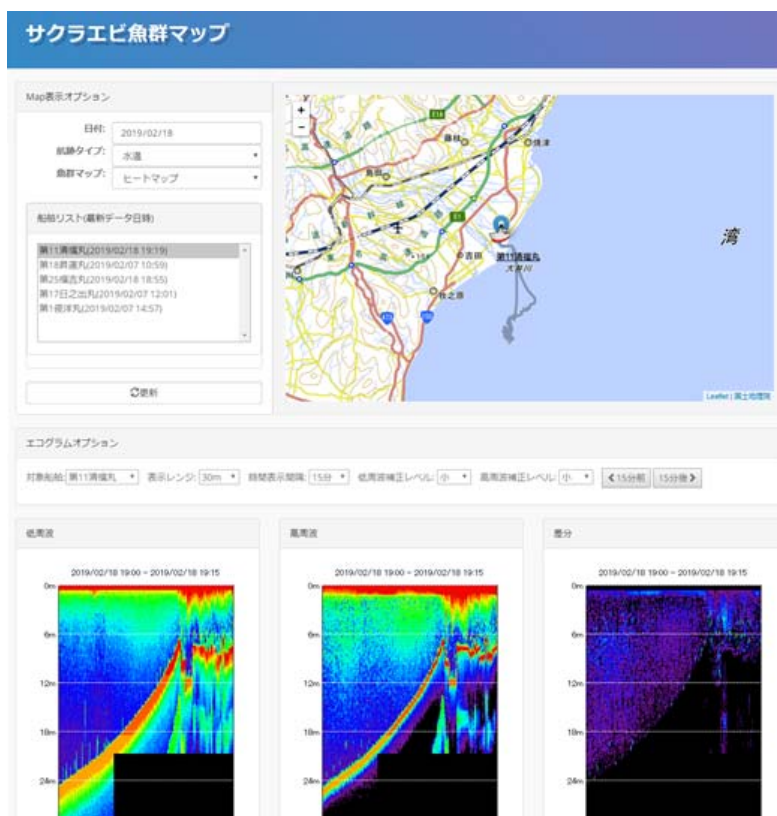 サクラエビ魚群マップ
Map表示オプション
日付: 2019/02/18
航跡タイプ: 水温
魚群マップ: ヒートマップ
船舶リスト(最新データ日時)
第11清福丸(2019/02/18 19:19)
第18昇運丸(2019/02/07 10:59)
第25福吉丸(2019/02/18 18:55)
第17日之出丸(2019/02/07 12:01)
(2019/02/07 14:57)
更新
+
−
E1A
藤枝
焼津
島田
E1
吉田
第11清福丸
大井川
牧之原
湾
Leaflet | 国土地理院
エコグラムオプション
対象船舶: 第11清福丸 表示レンジ: 30m 時間表示間隔: 15分 低周波補正レベル: 小 高周波補正レベル: 小 15分前 15分後
低周波
高周波
差分
2019/02/18 19:00 - 2019/02/18 19:15
2019/02/18 19:00 - 2019/02/18 19:15
2019/02/18 19:00 - 2019/02/18 19:15
0m
6m
12m
18m
24m
0m
6m
12m
18m
24m
0m
6m
12m
18m
24m